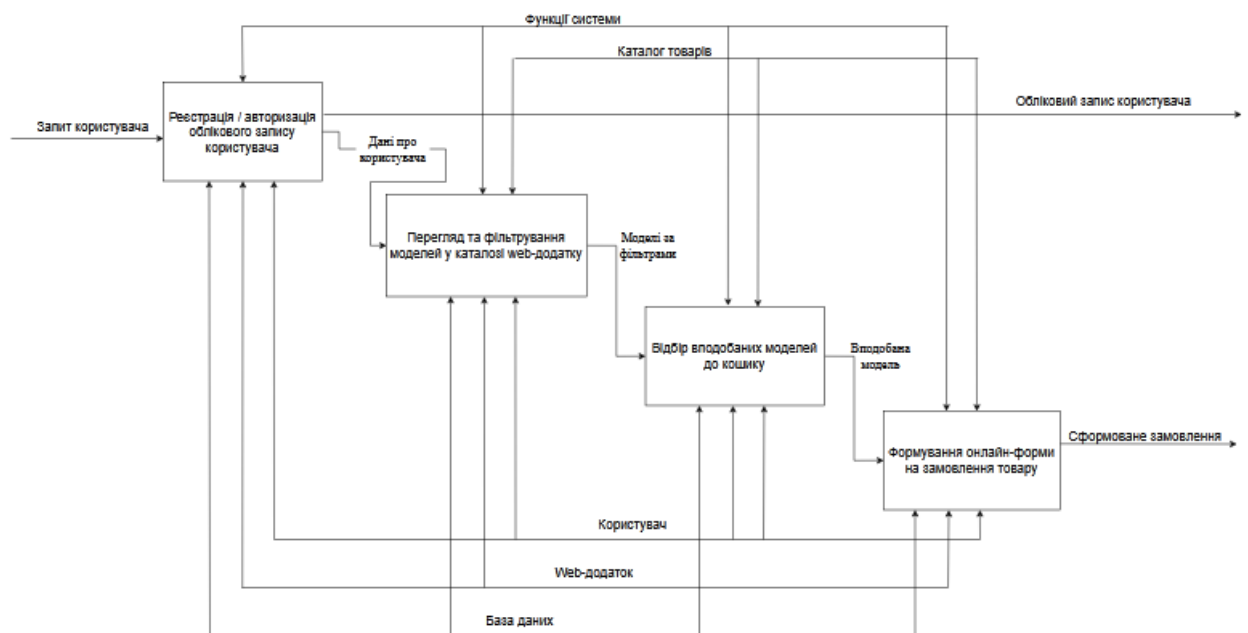 Функції системи
Каталог товарів
Обліковий запис користувача
Запит користувача
Реєстрація / авторизація
облікового запису
користувача
Дані про
користувача
Перегляд та фільтрування
моделей у каталозі web-додатку
Моделі за
фільтрами
Відбір вподобаних моделей
до кошику
Вподобана
модель
Сформоване замовлення
Формування онлайн-форми
на замовлення товару
Користувач
Web-додаток
База даних